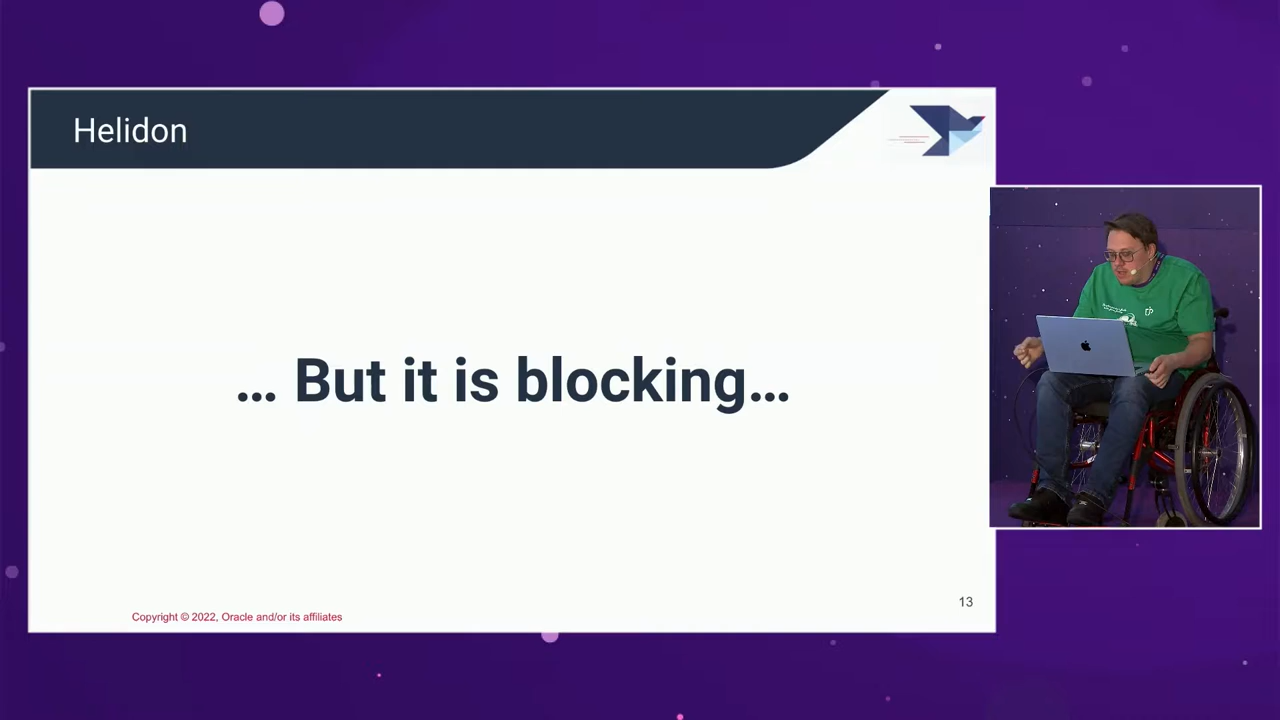 Helidon
… But it is blocking…
Copyright © 2022, Oracle and/or its affiliates
13